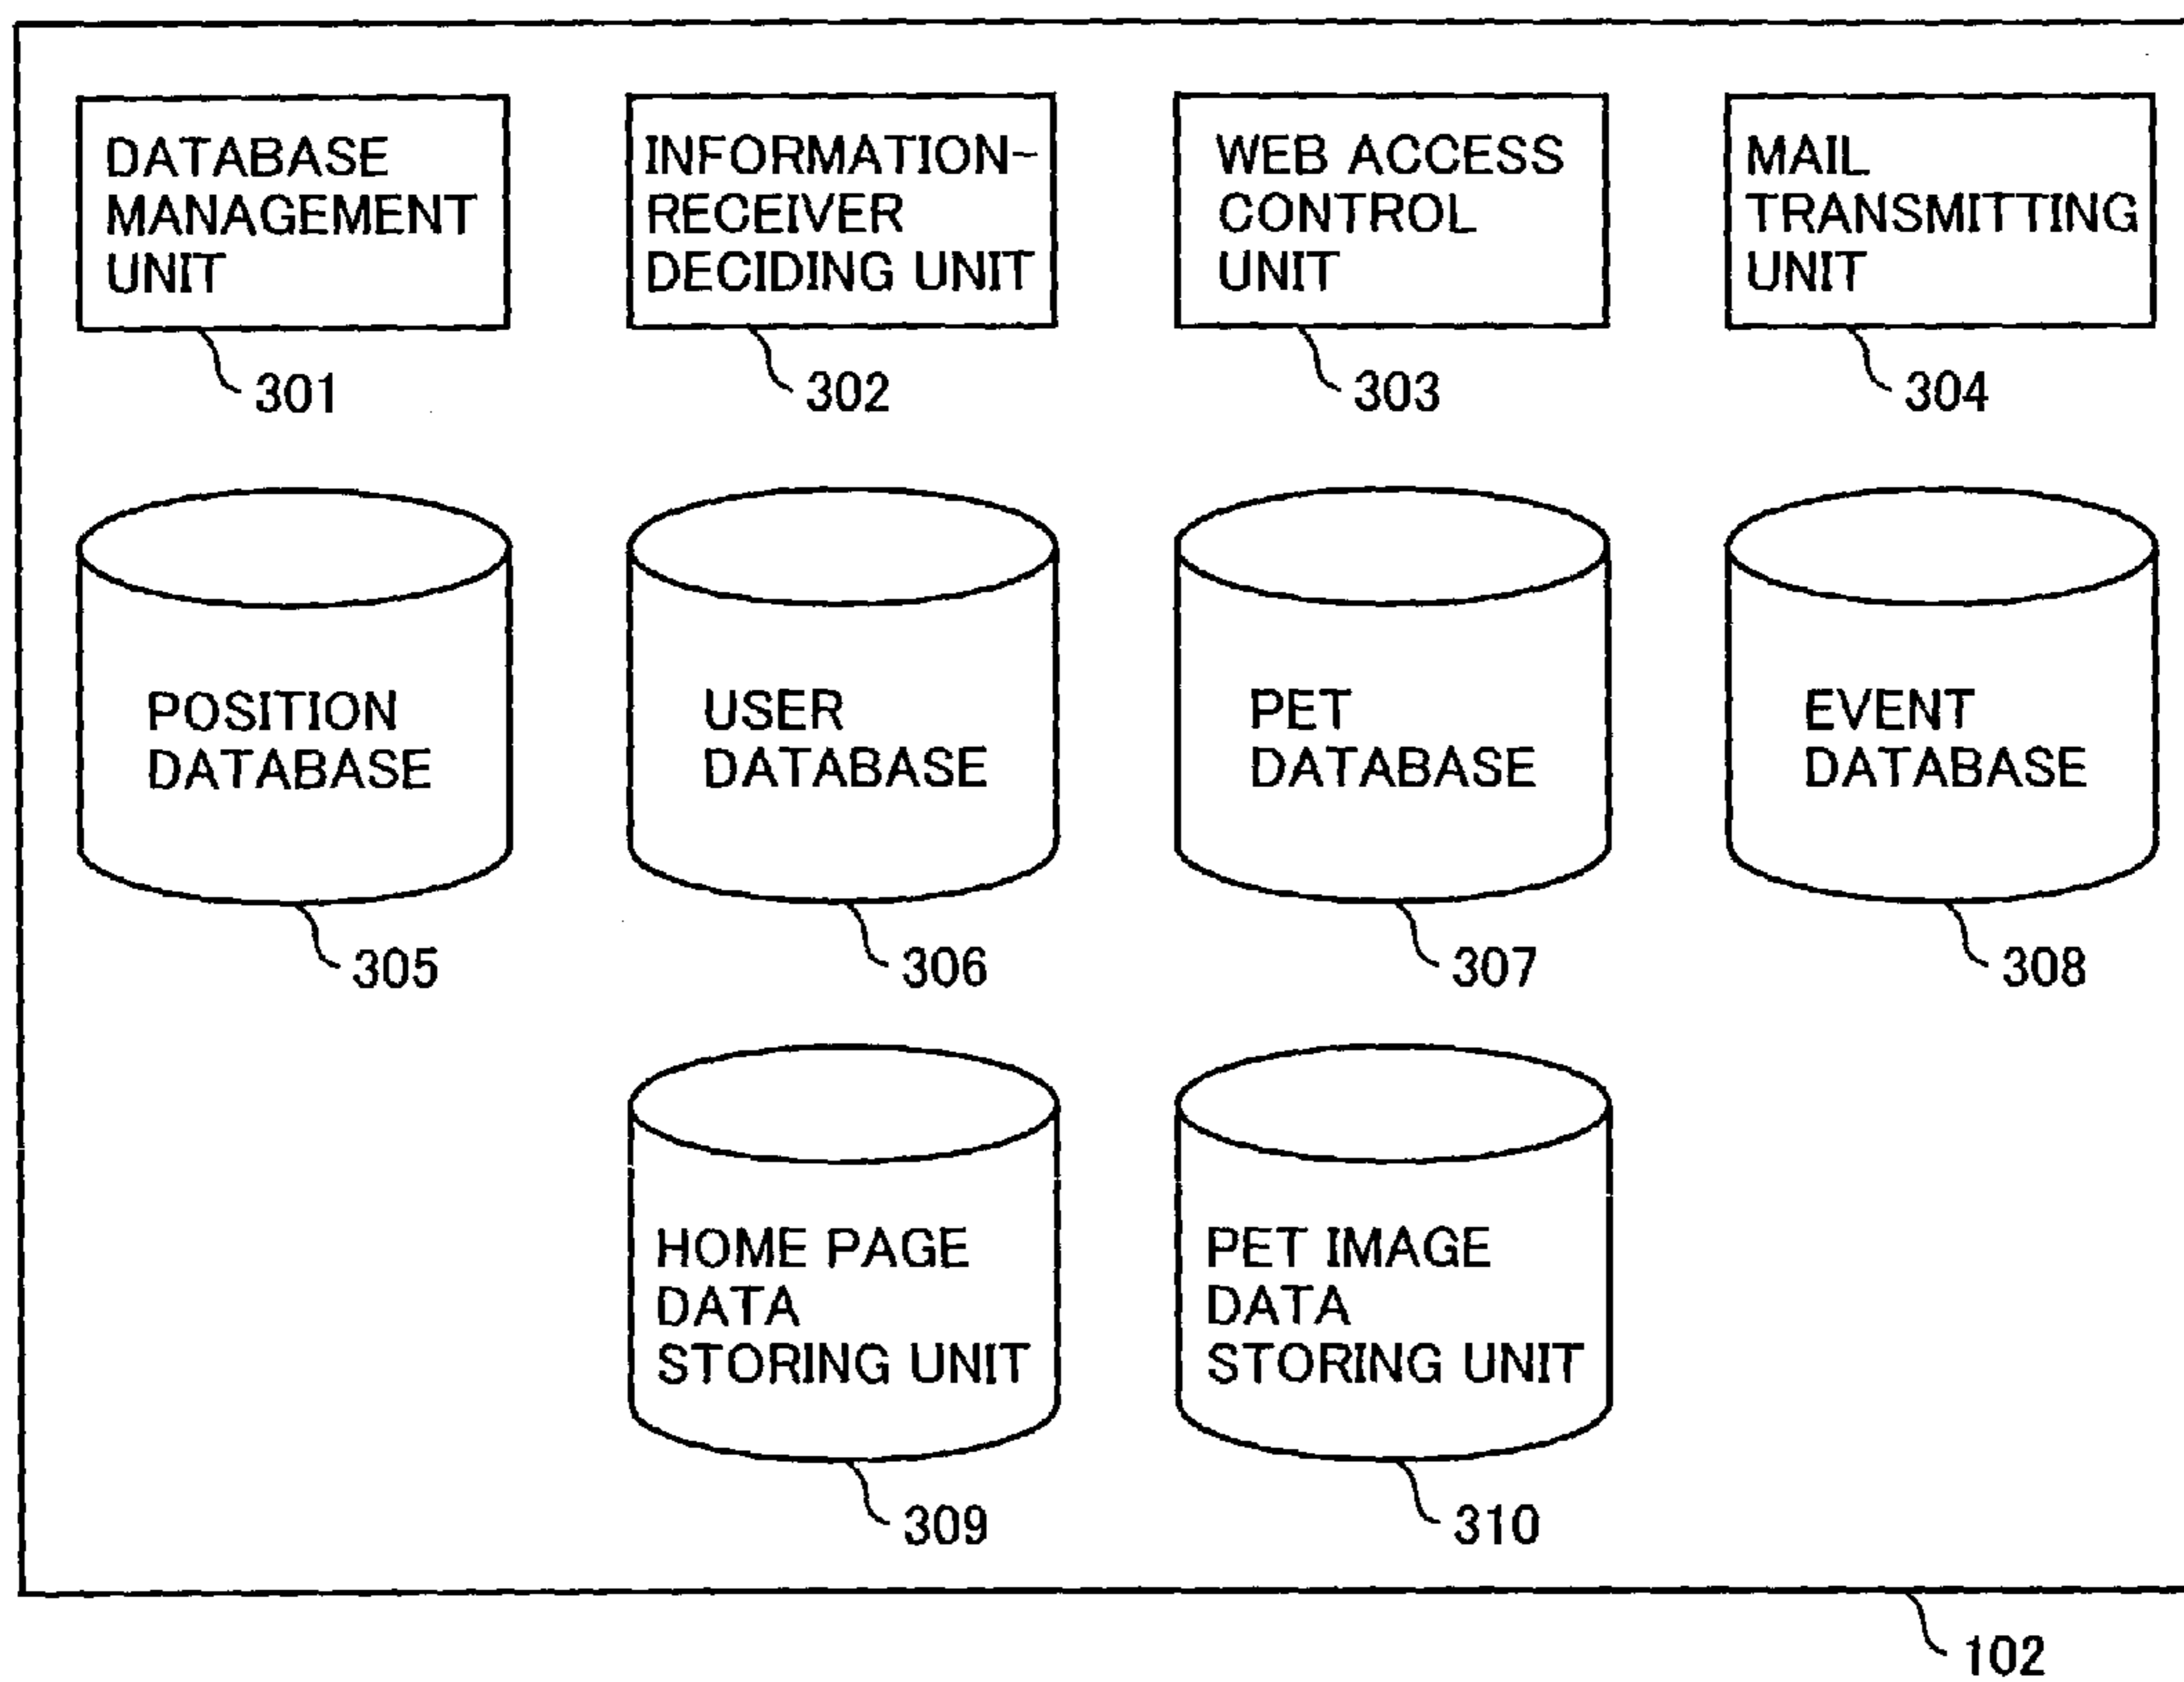 DATABASE
MANAGEMENT
UNIT
301
INFORMATION-
RECEIVER
DECIDING UNIT
302
WEB ACCESS
CONTROL
UNIT
303
MAIL
TRANSMITTING
UNIT
304
POSITION
DATABASE
305
USER
DATABASE
306
PET
DATABASE
307
EVENT
DATABASE
308
HOME PAGE
DATA
STORING UNIT
309
PET IMAGE
DATA
STORING UNIT
310
102